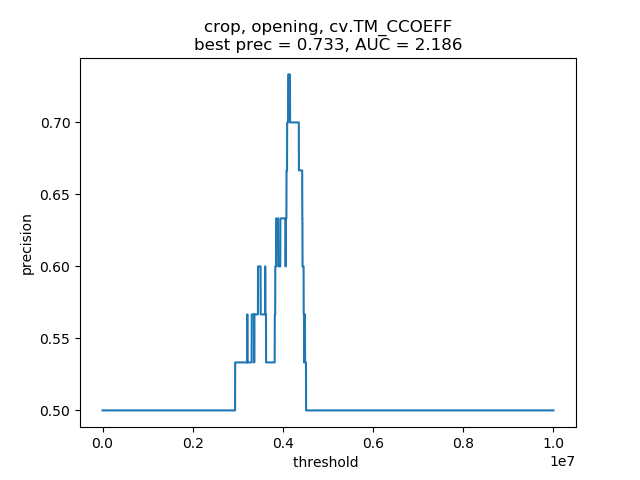 crop, opening, cv.TM_CCOEFF
best prec = 0.733, AUC = 2.186
precision
0.70
0.65
0.60
0.55
0.50
0.0
0.2
0.4
0.6
0.8
1.0
1e7
threshold